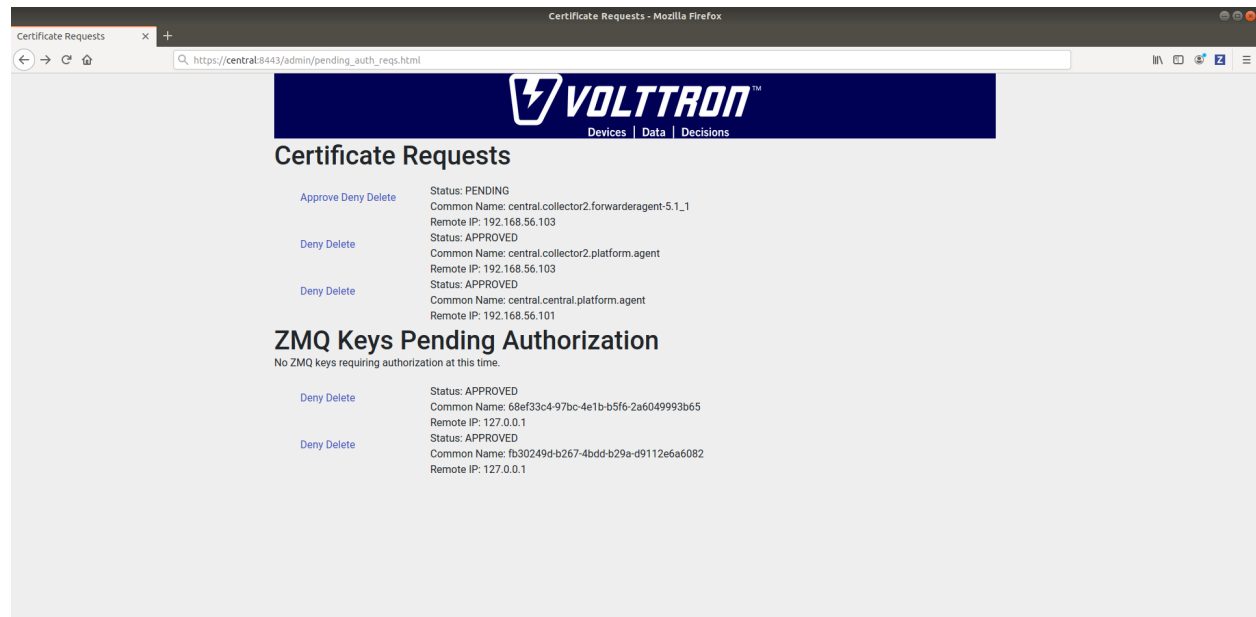 Certificate Requests - Mozilla Firefox
Certificate Requests
https://central:8443/admin/pending_auth_reqs.html
Z
VOLTTRON™
Devices | Data | Decisions
Certificate Requests
Approve Deny Delete
Status: PENDING
Common Name: central.collector2.forwarderagent-5.1_1
Remote IP: 192.168.56.103
Deny Delete
Status: APPROVED
Common Name: central.collector2.platform.agent
Remote IP: 192.168.56.103
Deny Delete
Status: APPROVED
Common Name: central.central.platform.agent
Remote IP: 192.168.56.101
ZMQ Keys Pending Authorization
No ZMQ keys requiring authorization at this time.
Deny Delete
Status: APPROVED
Common Name: 68ef33c4-97bc-4e1b-b5f6-2a6049993b65
Remote IP: 127.0.0.1
Deny Delete
Status: APPROVED
Common Name: fb30249d-b267-4bdd-b29a-d9112e6a6082
Remote IP: 127.0.0.1